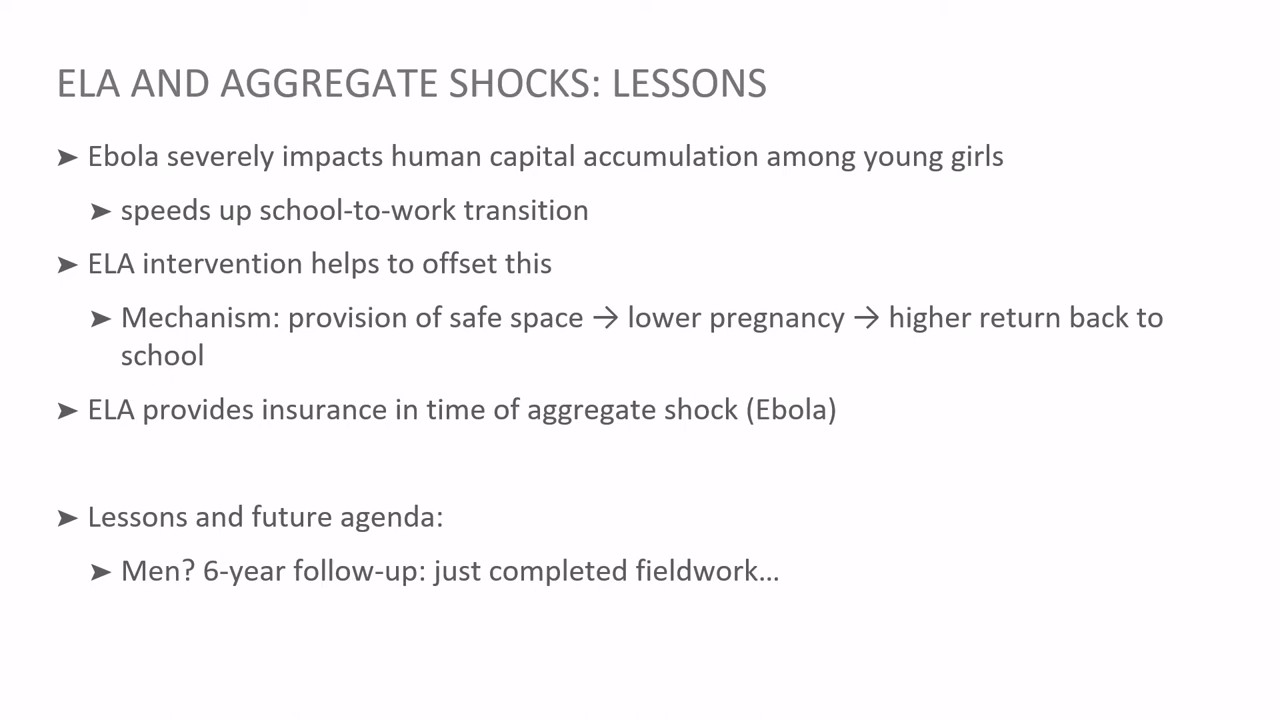 ELA AND AGGREGATE SHOCKS: LESSONS
➤ Ebola severely impacts human capital accumulation among young girls
➤ speeds up school-to-work transition
➤ ELA intervention helps to offset this
➤ Mechanism: provision of safe space → lower pregnancy → higher return back to
school
➤ ELA provides insurance in time of aggregate shock (Ebola)
➤ Lessons and future agenda:
➤ Men? 6-year follow-up: just completed fieldwork…